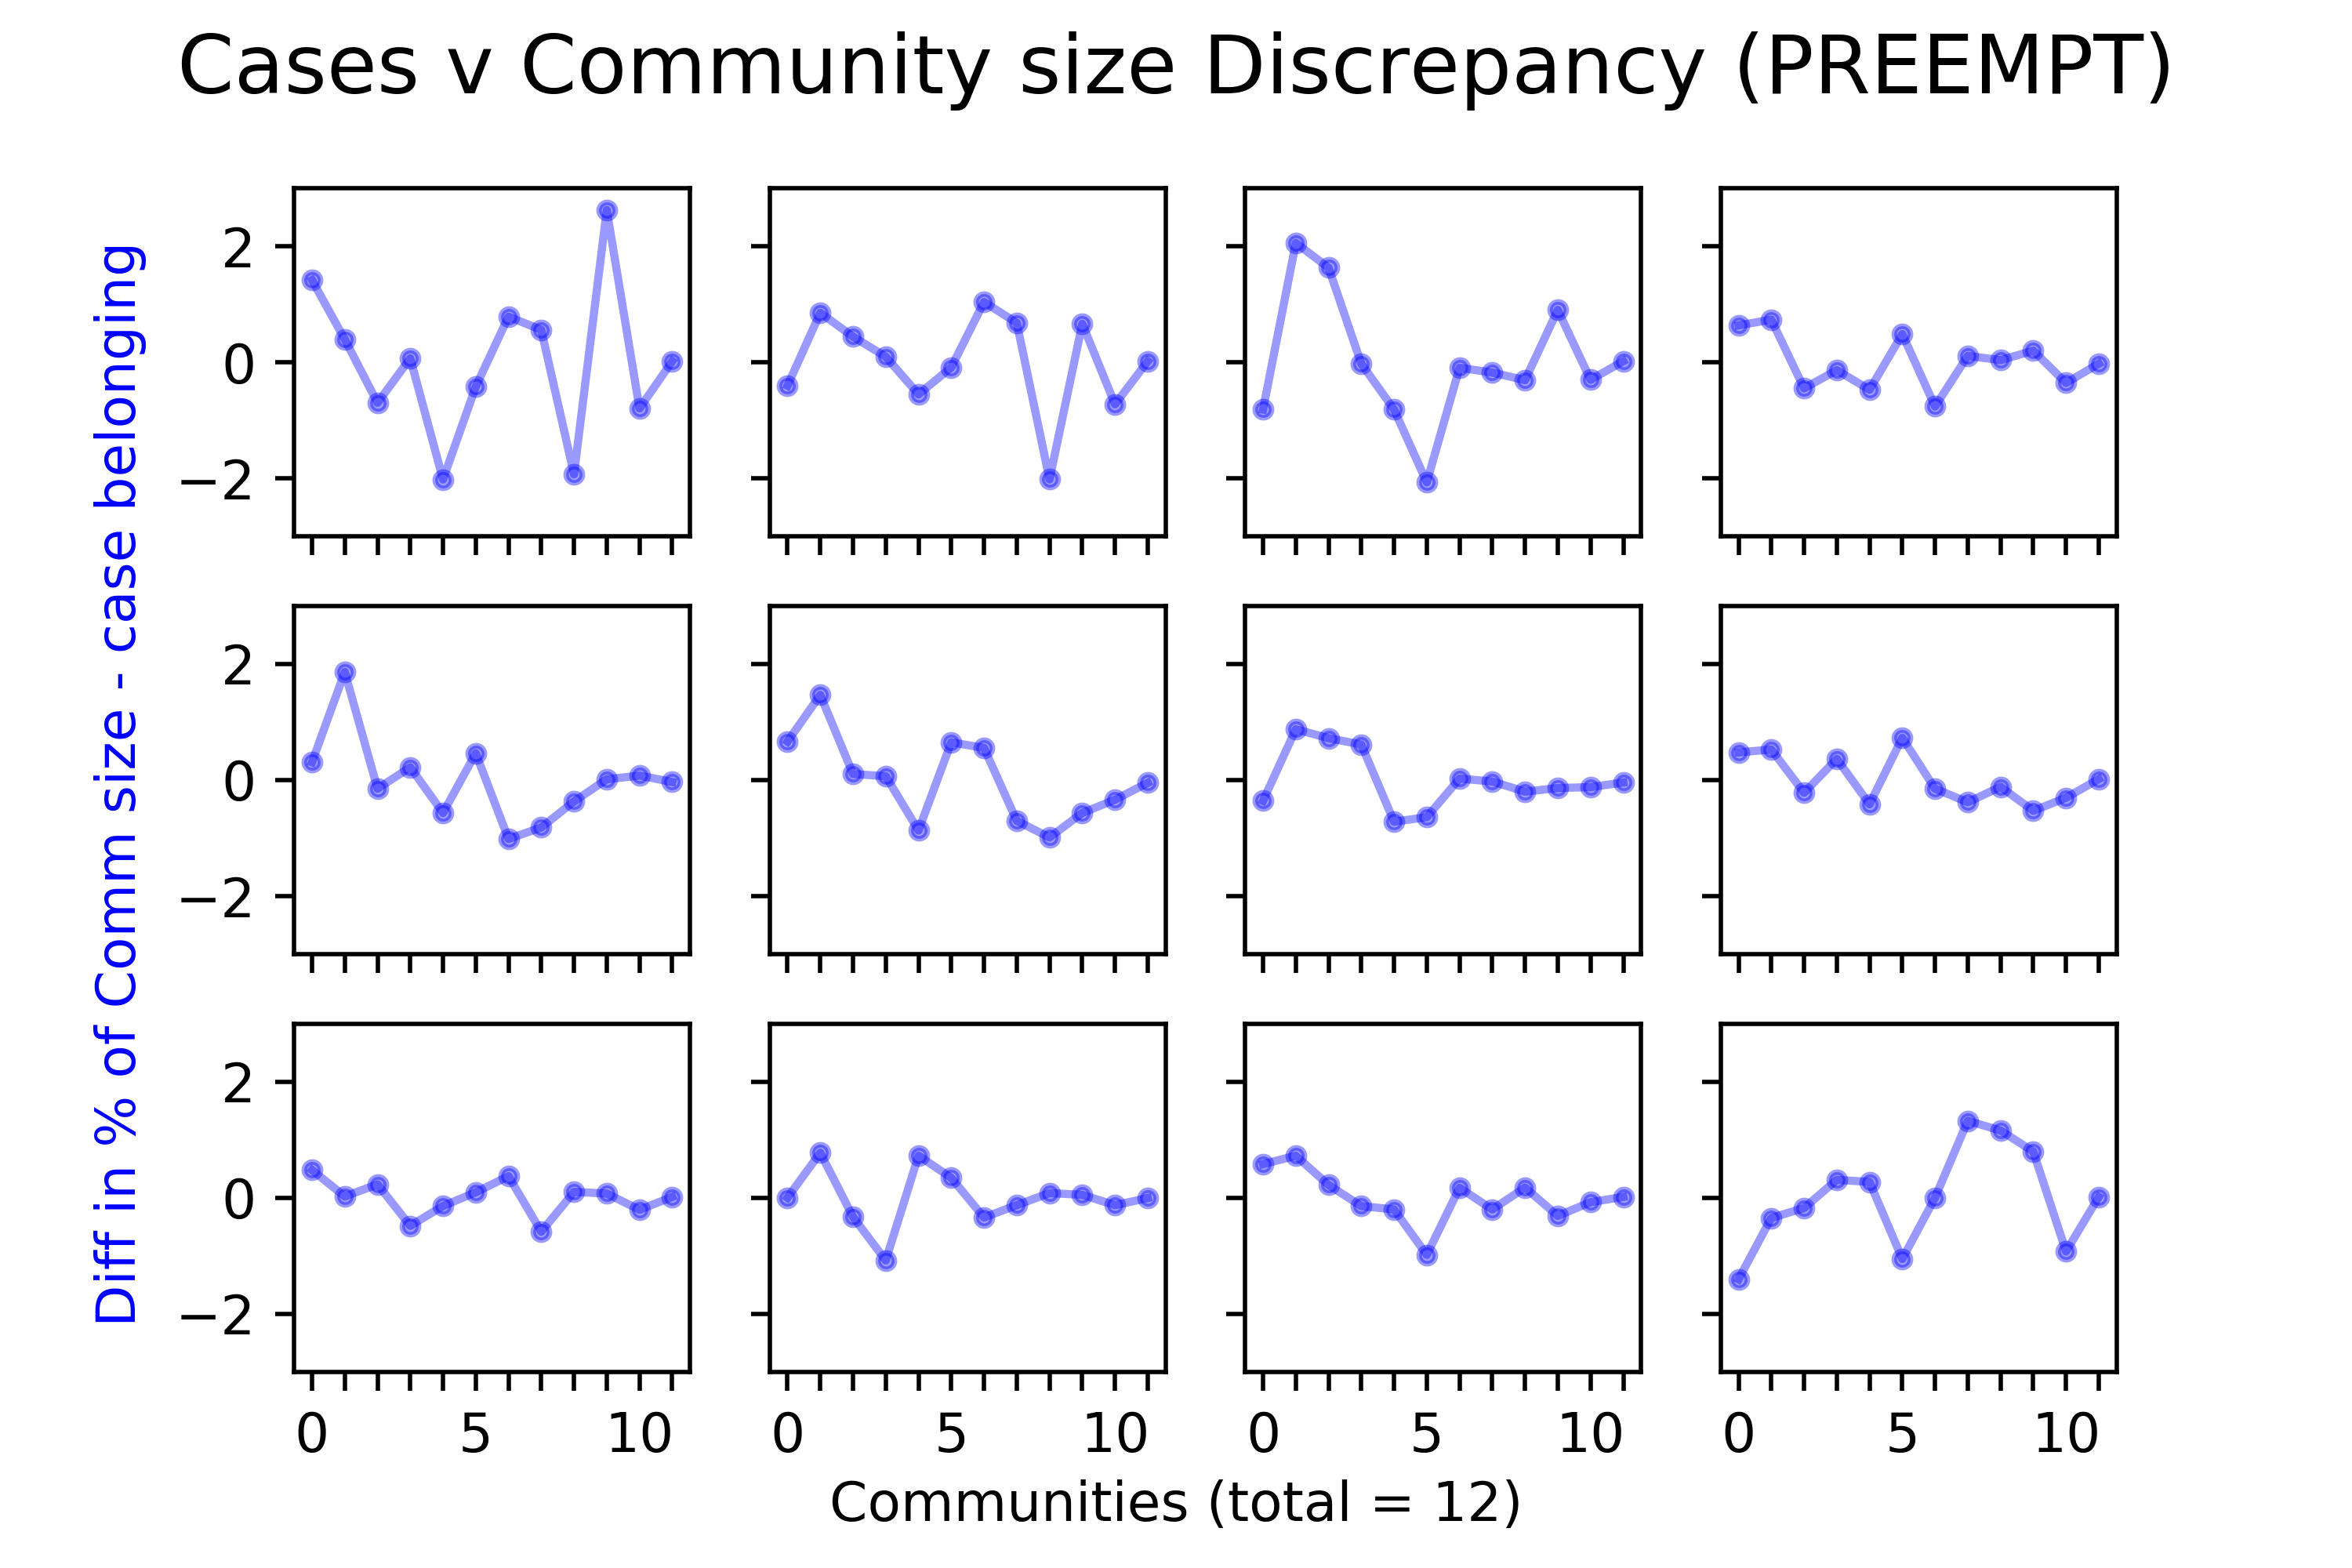 Cases v Community size Discrepancy (PREEMPT)
Diff in % of Comm size - case belonging
2
0
−2
2
0
−2
2
0
−2
0 5 10 0 5 10 0 5 10 0 5 10
Communities (total = 12)